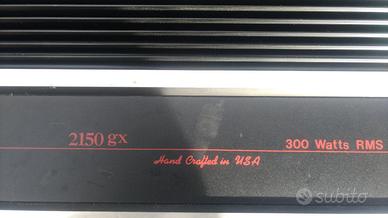 2150 gx
300 Watts RMS
Hand Crafted in USA
subito